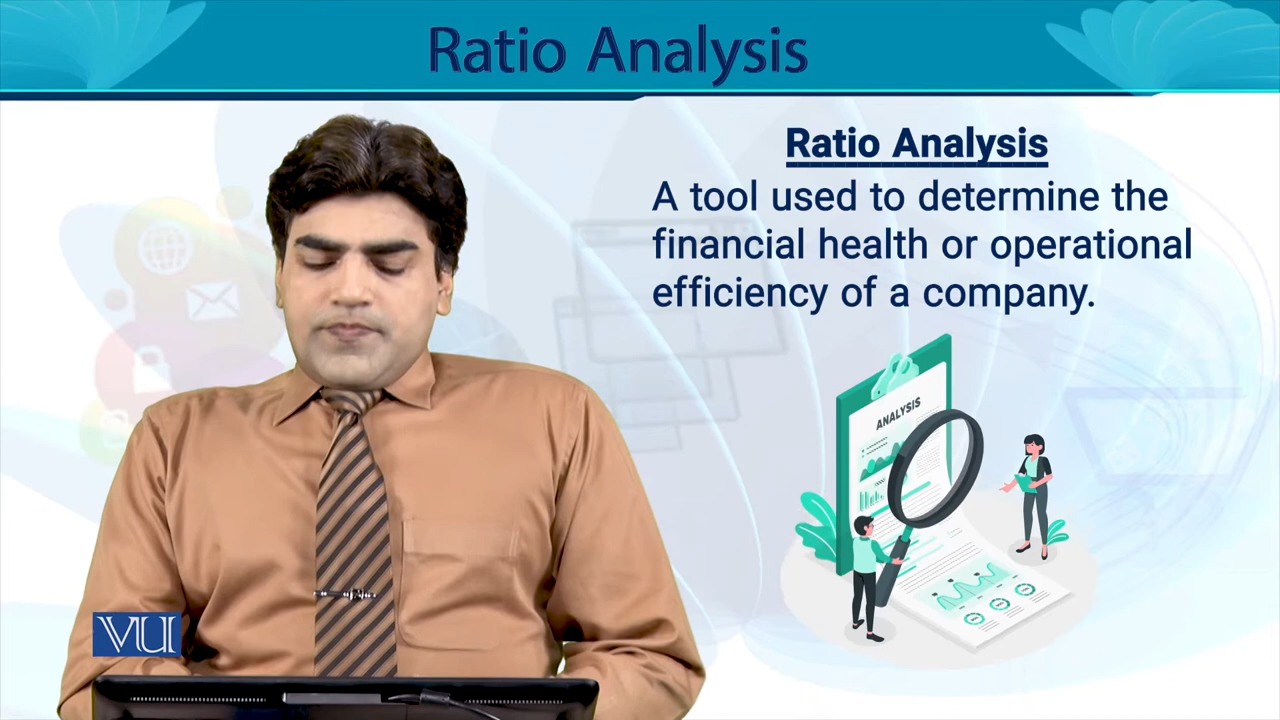 Ratio Analysis
Ratio Analysis
A tool used to determine the
financial health or operational
efficiency of a company.
ANALYSIS
VU